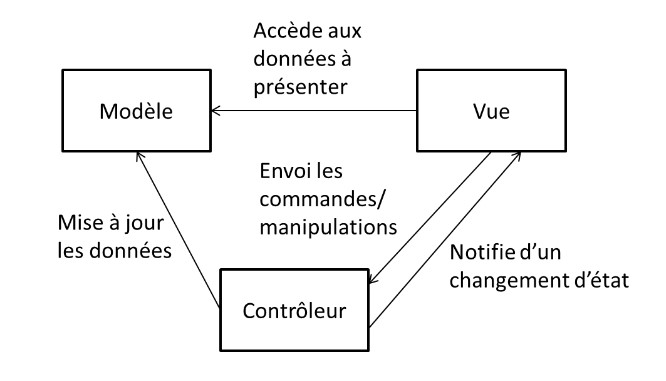 Accède aux
données à
présenter
Modèle
Vue
Envoi les
commandes/
manipulations
Mise à jour
les données
Notifie d'un
changement d'état
Contrôleur